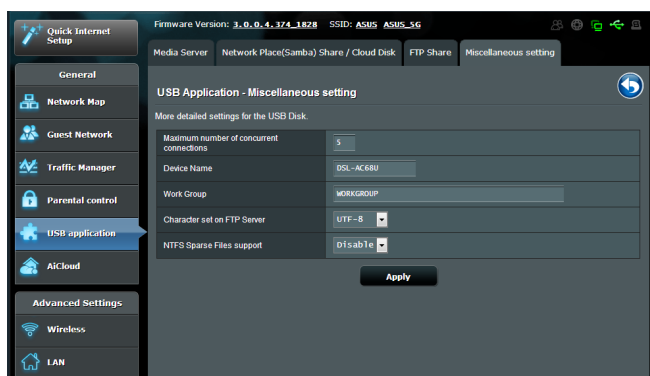 Quick Internet
Setup
Firmware Version: 3.0.0.4.374_1828 SSID: ASUS ASUS_5G
Media Server Network Place(Samba) Share / Cloud Disk FTP Share Miscellaneous setting
General
Network Map
Guest Network
Traffic Manager
Parental control
USB application
AiCloud
Advanced Settings
Wireless
LAN
USB Application - Miscellaneous setting
More detailed settings for the USB Disk.
Maximum number of concurrent
connections
5
Device Name DSL-AC68U
Work Group WORKGROUP
Character set on FTP Server UTF-8
NTFS Sparse Files support Disable
Apply